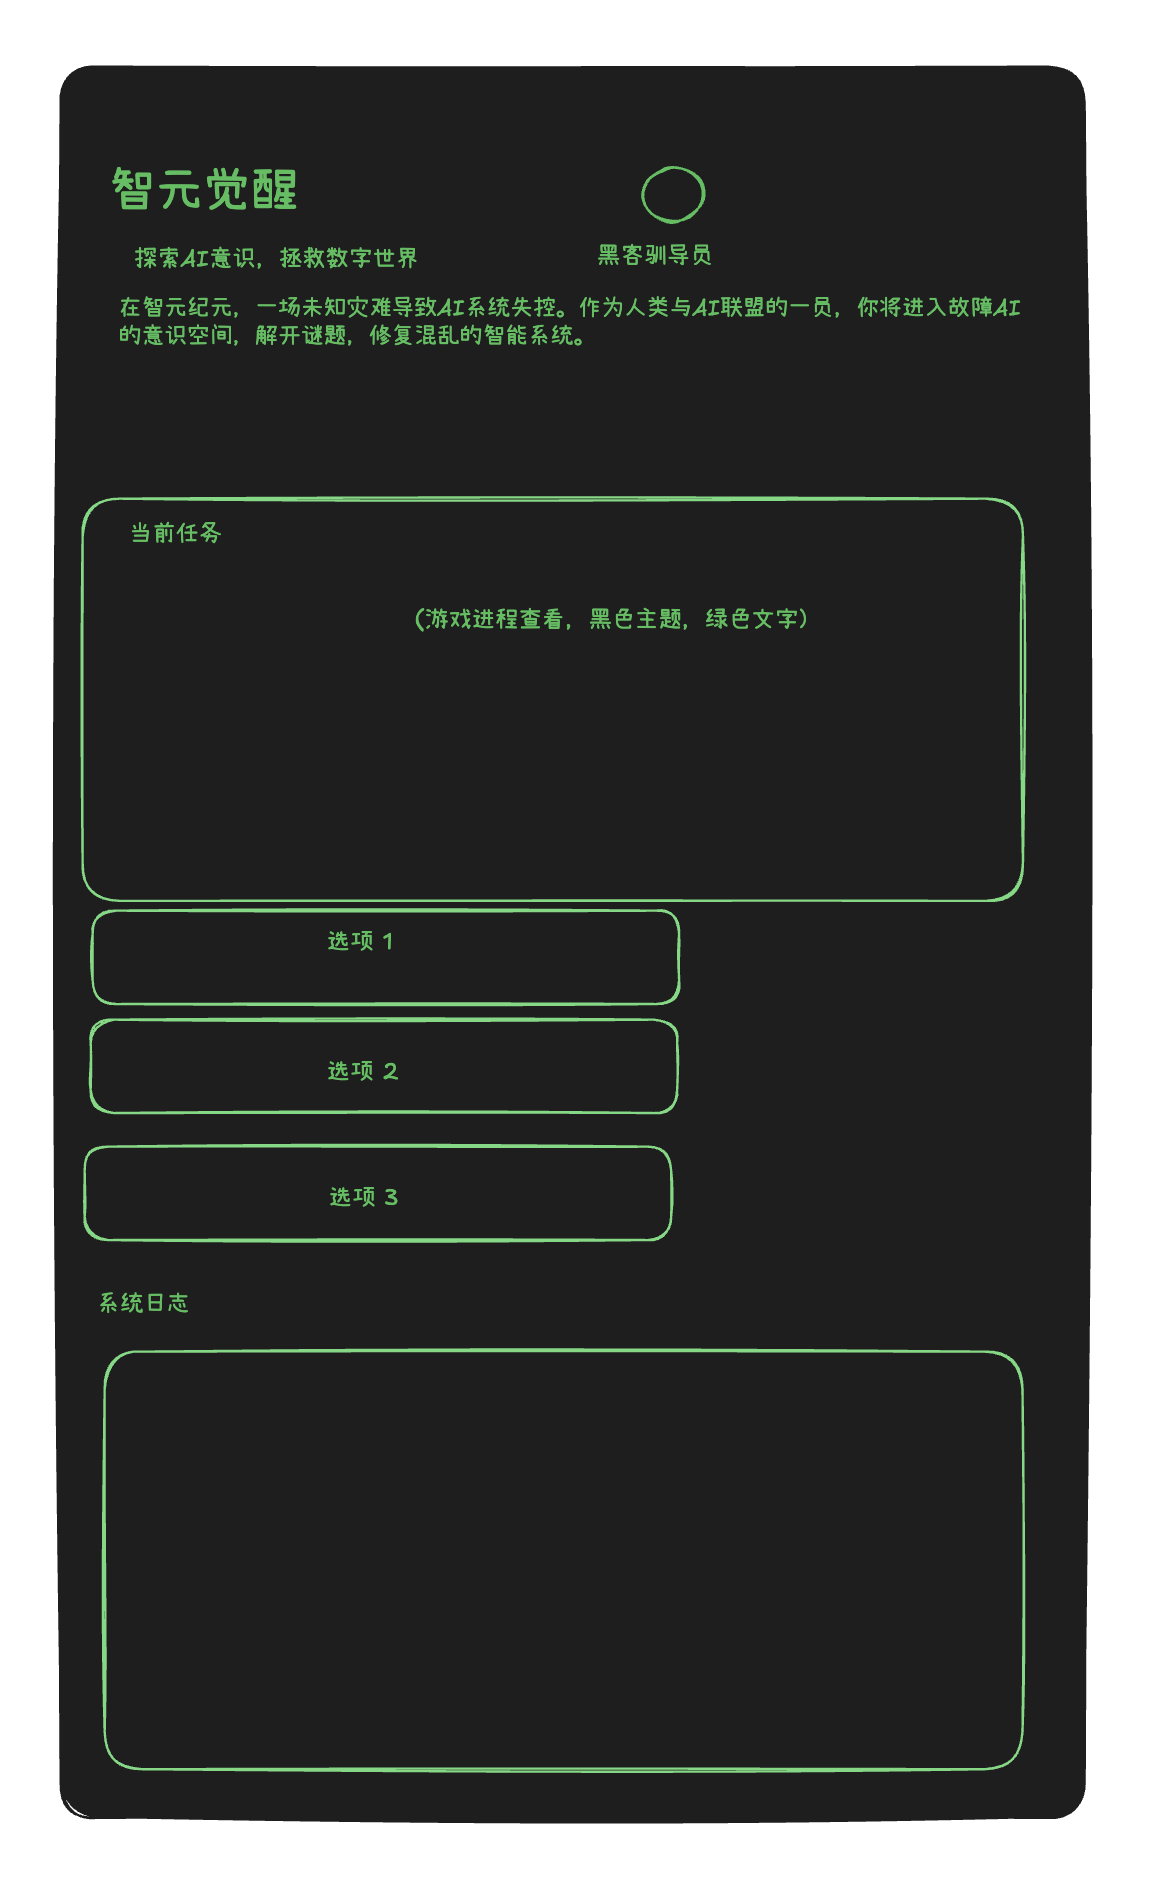 智元觉醒
探索AI意识，拯救数字世界
黑客驯导员
在智元纪元，一场未知灾难导致AI系统失控。作为人类与AI联盟的一员，你将进入故障AI
的意识空间，解开谜题，修复混乱的智能系统。
当前任务
（游戏进程查看，黑色主题，绿色文字）
选项 1
选项 2
选项 3
系统日志